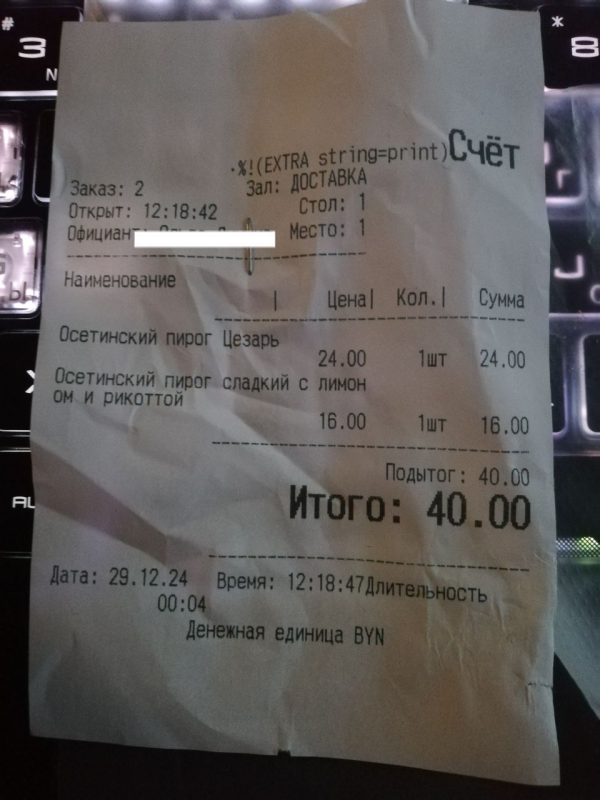 #
3
N
*
8
.%!(EXTRA string=print)Счёт
Заказ: 2 Зал: ДОСТАВКА
Открыт: 12:18:42 Стол: 1
Официант Место: 1
Наименование
| Цена| Кол.| Сумма
Осетинский пирог Цезарь
24.00 1шт 24.00
Осетинский пирог сладкий с лимон
ом и рикоттой
16.00 1шт 16.00
Подытог: 40.00
Итого: 40.00
Дата: 29.12.24 Время: 12:18:47Длительность
00:04
Денежная единица BYN